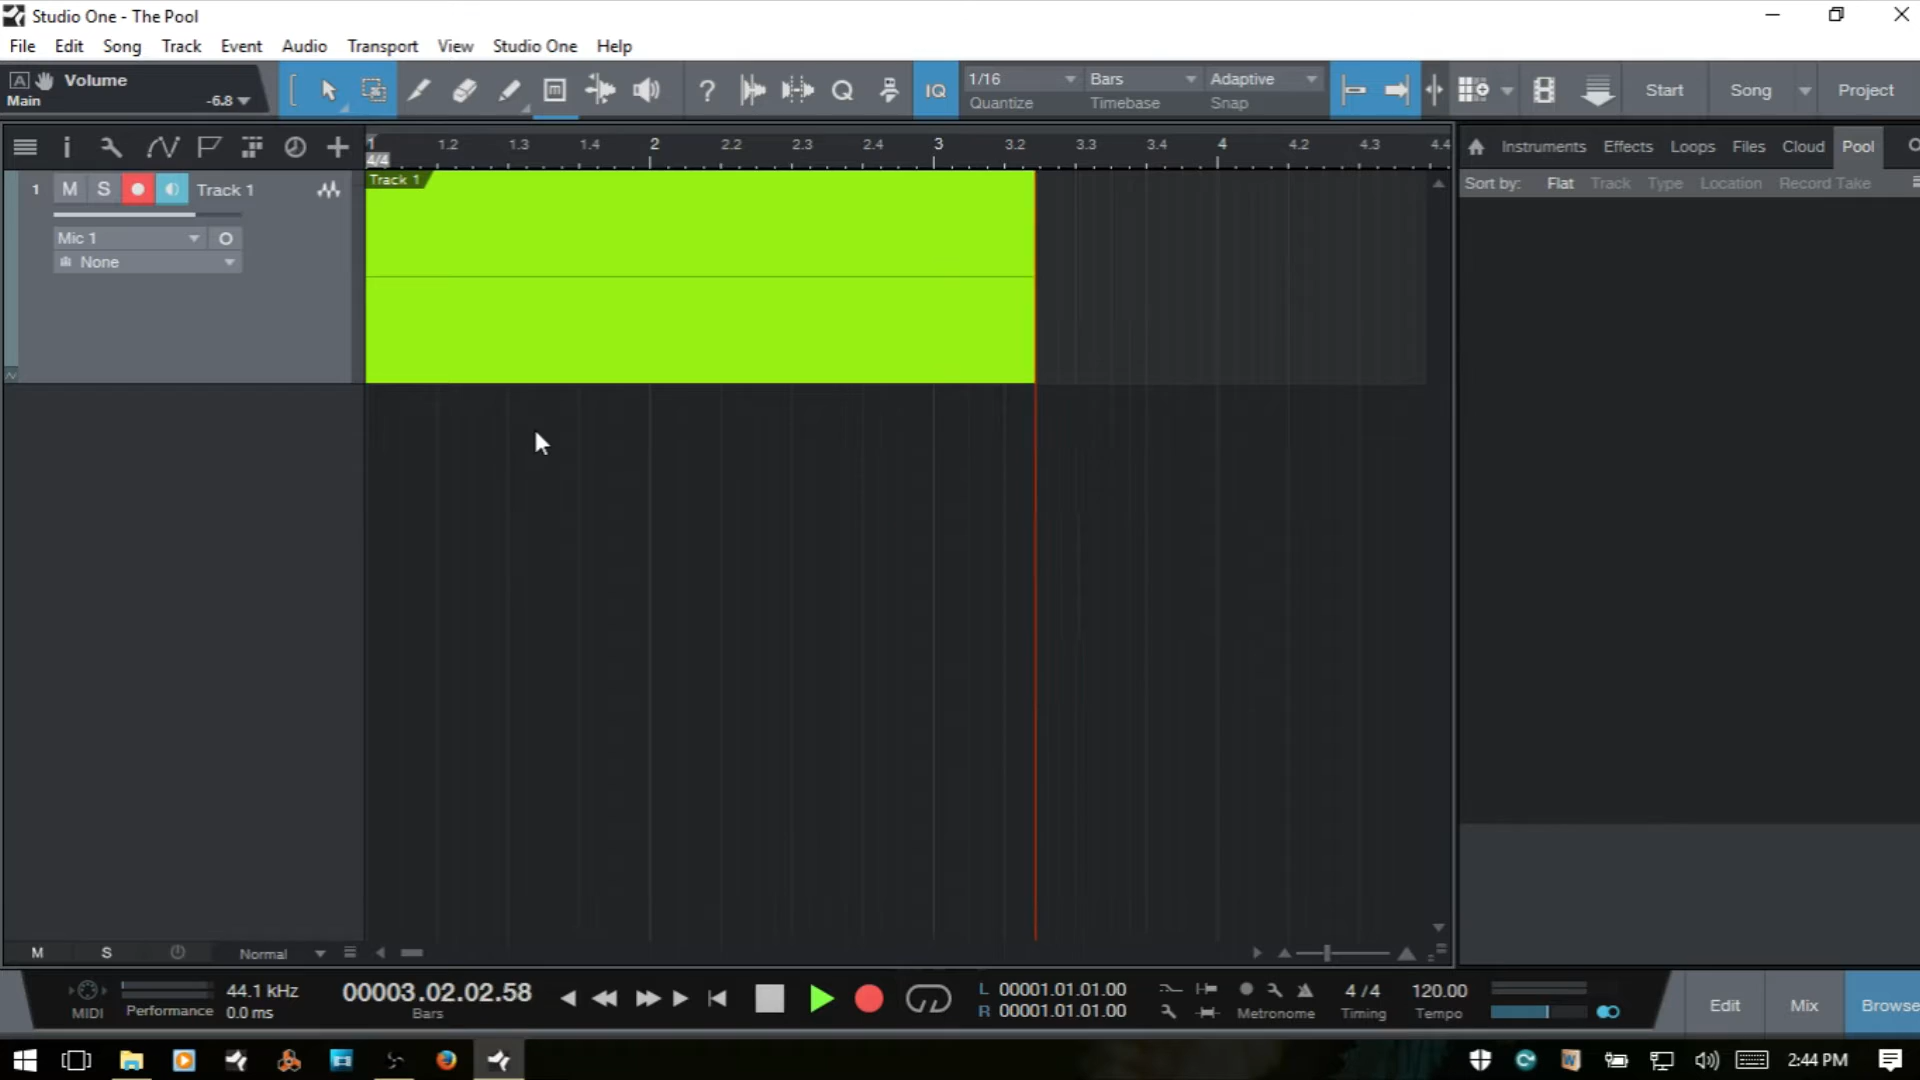 Studio One - The Pool
File Edit Song Track Event Audio Transport View Studio One Help
A Volume
Main -6.8
? Q IQ
1/16 Bars Adaptive
Quantize Timebase Snap
Start Song Project
i
1 1.2 1.3 1.4 2 2.2 2.3 2.4 3 3.2 3.3 3.4 4 4.2 4.3 4.4
4/4
Instruments Effects Loops Files Cloud Pool
Sort by: Flat Track Type Location Record Take
1 M S Track 1
Track 1
Mic 1
None
M S Normal
MIDI
Performance
44.1 kHz
0.0 ms
00003.02.02.58
Bars
L 00001.01.01.00
R 00001.01.01.00
Metronome
4 / 4
Timing
120.00
Tempo
Edit Mix Browse
2:44 PM